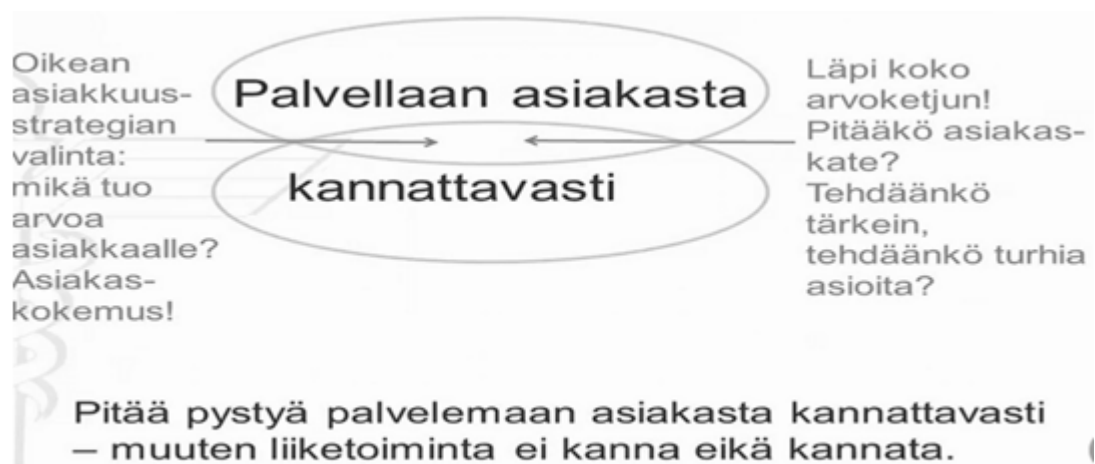 Oikean
asiakkuus-
strategian
valinta:
mikä tuo
arvoa
asiakkaalle?
Asiakas-
kokemus!
Palvellaan asiakasta
kannattavasti
Läpi koko
arvoketjun!
Pitääkö asiakas-
kate?
Tehdäänkö
tärkein,
tehdäänkö turhia
asioita?
Pitää pystyä palvelemaan asiakasta kannattavasti
– muuten liiketoiminta ei kanna eikä kannata.